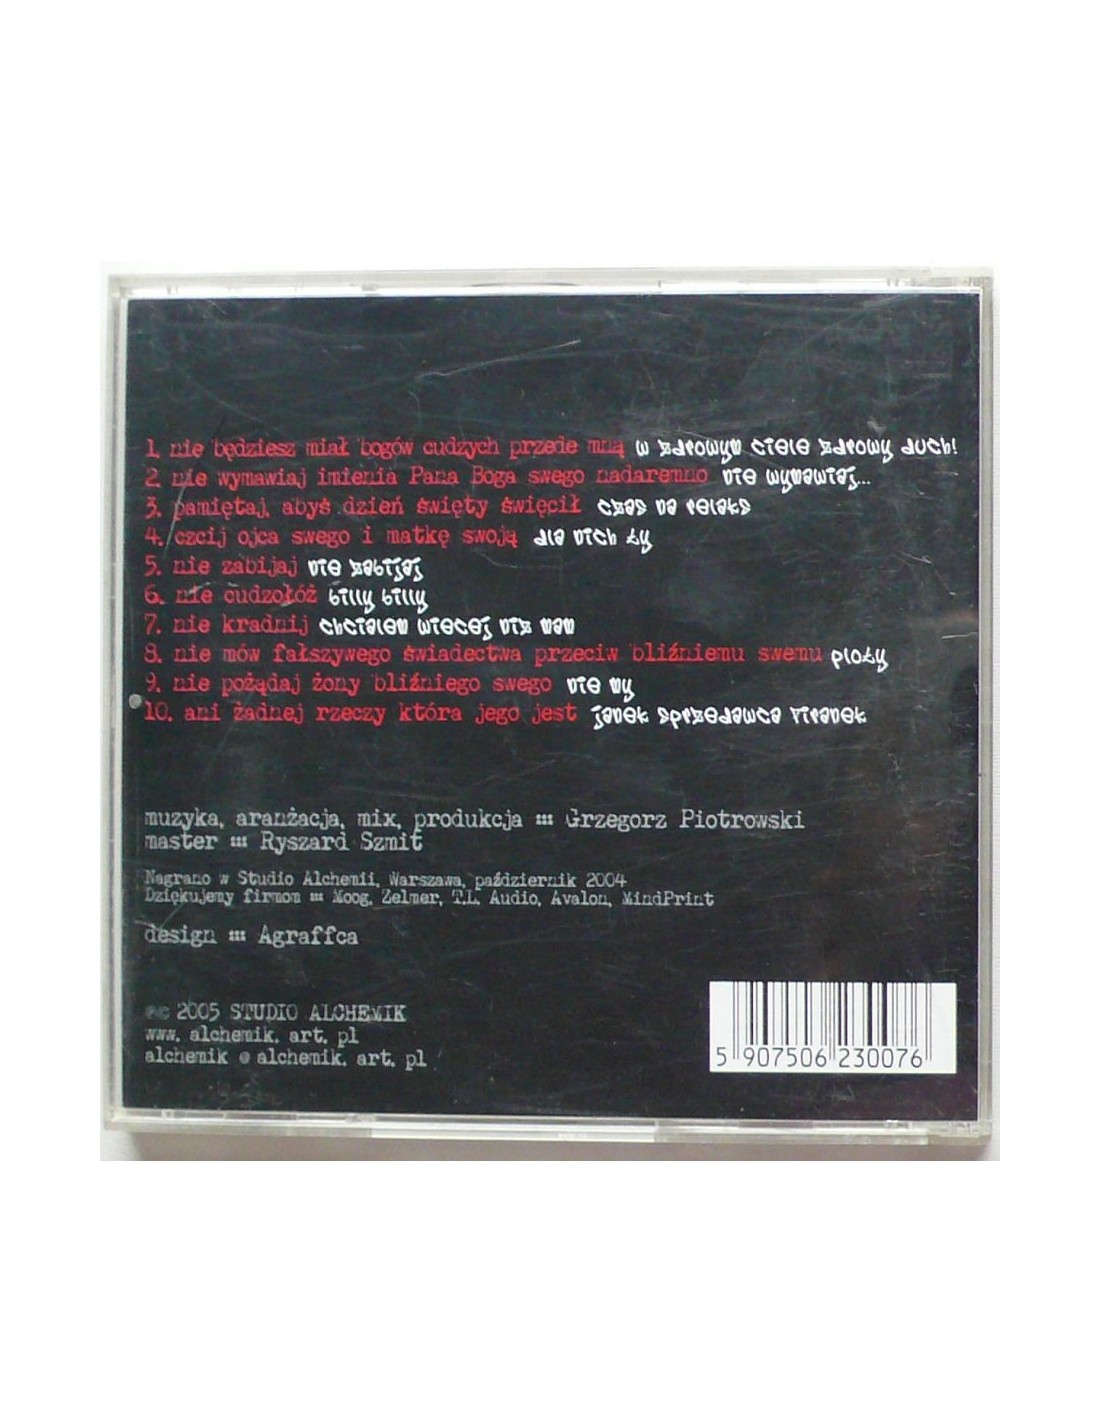 1. nie będziesz miał bogów cudzych przede mną w zdrowym ciele zdrowy duch!
2. nie wymawiaj imienia Pana Boga swego nadaremno nie wymawiaj...
3. pamiętaj, abyś dzień święty święcił czas na relaks
4. czcij ojca swego i matkę swoją dla nich ty
5. nie zabijaj nie zabijaj
6. nie cudzołóż billy billy
7. nie kradnij chcialem wiecej niz mam
8. nie mów fałszywego świadectwa przeciw bliźniemu swemu ploty
9. nie pożądaj żony bliźniego swego nie my
10. ani żadnej rzeczy która jego jest janek sprzedawca firanek
muzyka, aranżacja, mix, produkcja ::: Grzegorz Piotrowski
master ::: Ryszard Szmit
Nagrano w Studio Alchemii, Warszawa, październik 2004
Dziękujemy firmom ::: Moog, Zelmer, T.L. Audio, Avalon, MindPrint
design ::: Agraffca
℗© 2005 STUDIO ALCHEMIK
www. alchemik. art. pl
alchemik @ alchemik. art. pl
5 907506 230076